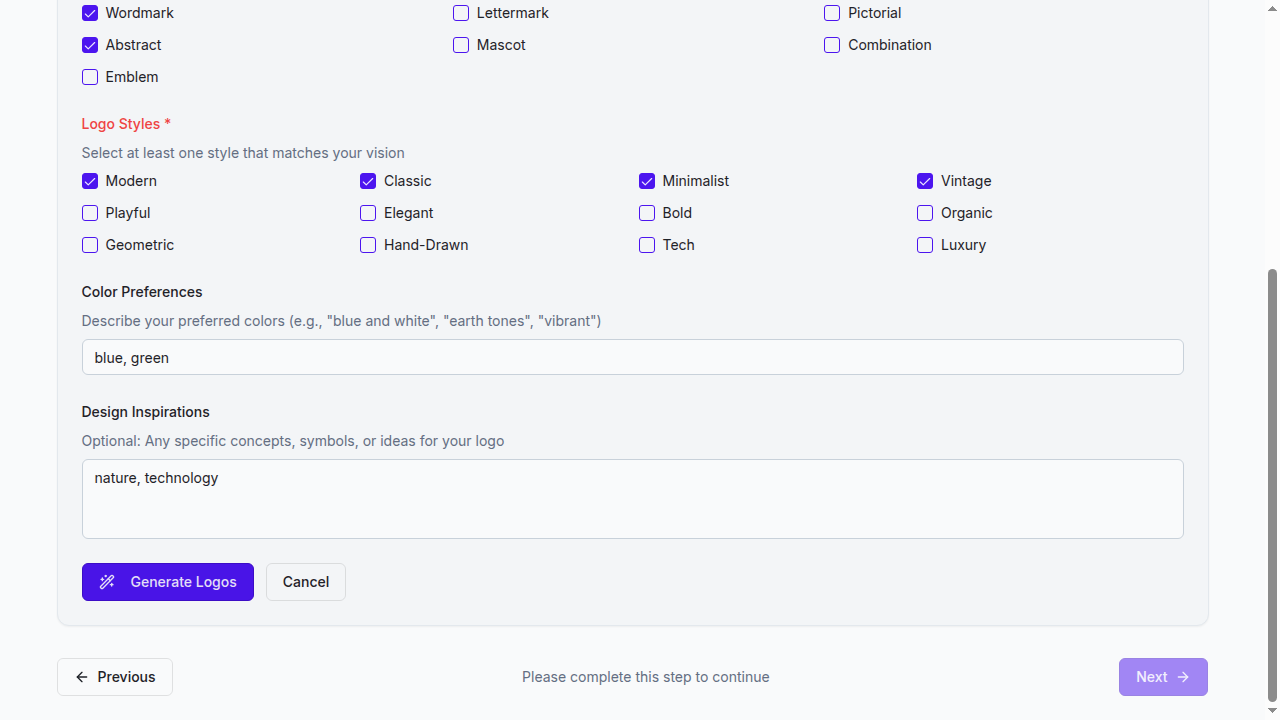 Wordmark Lettermark Pictorial
Abstract Mascot Combination
Emblem
Logo Styles *
Select at least one style that matches your vision
Modern Classic Minimalist Vintage
Playful Elegant Bold Organic
Geometric Hand-Drawn Tech Luxury
Color Preferences
Describe your preferred colors (e.g., "blue and white", "earth tones", "vibrant")
blue, green
Design Inspirations
Optional: Any specific concepts, symbols, or ideas for your logo
nature, technology
Generate Logos Cancel
Previous Please complete this step to continue Next